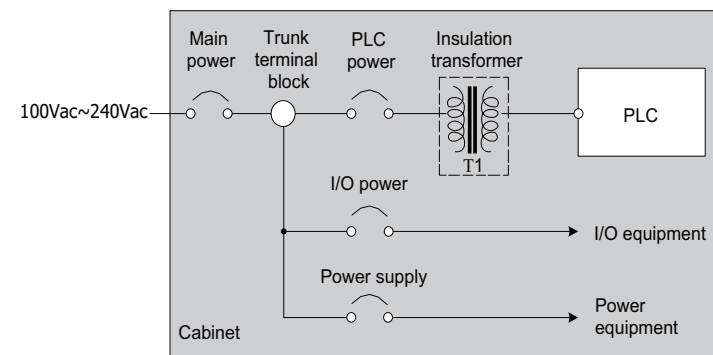 Main
power
Trunk
terminal
block
PLC
power
Insulation
transformer
100Vac~240Vac
PLC
T1
I/O power
I/O equipment
Power supply
Power
equipment
Cabinet